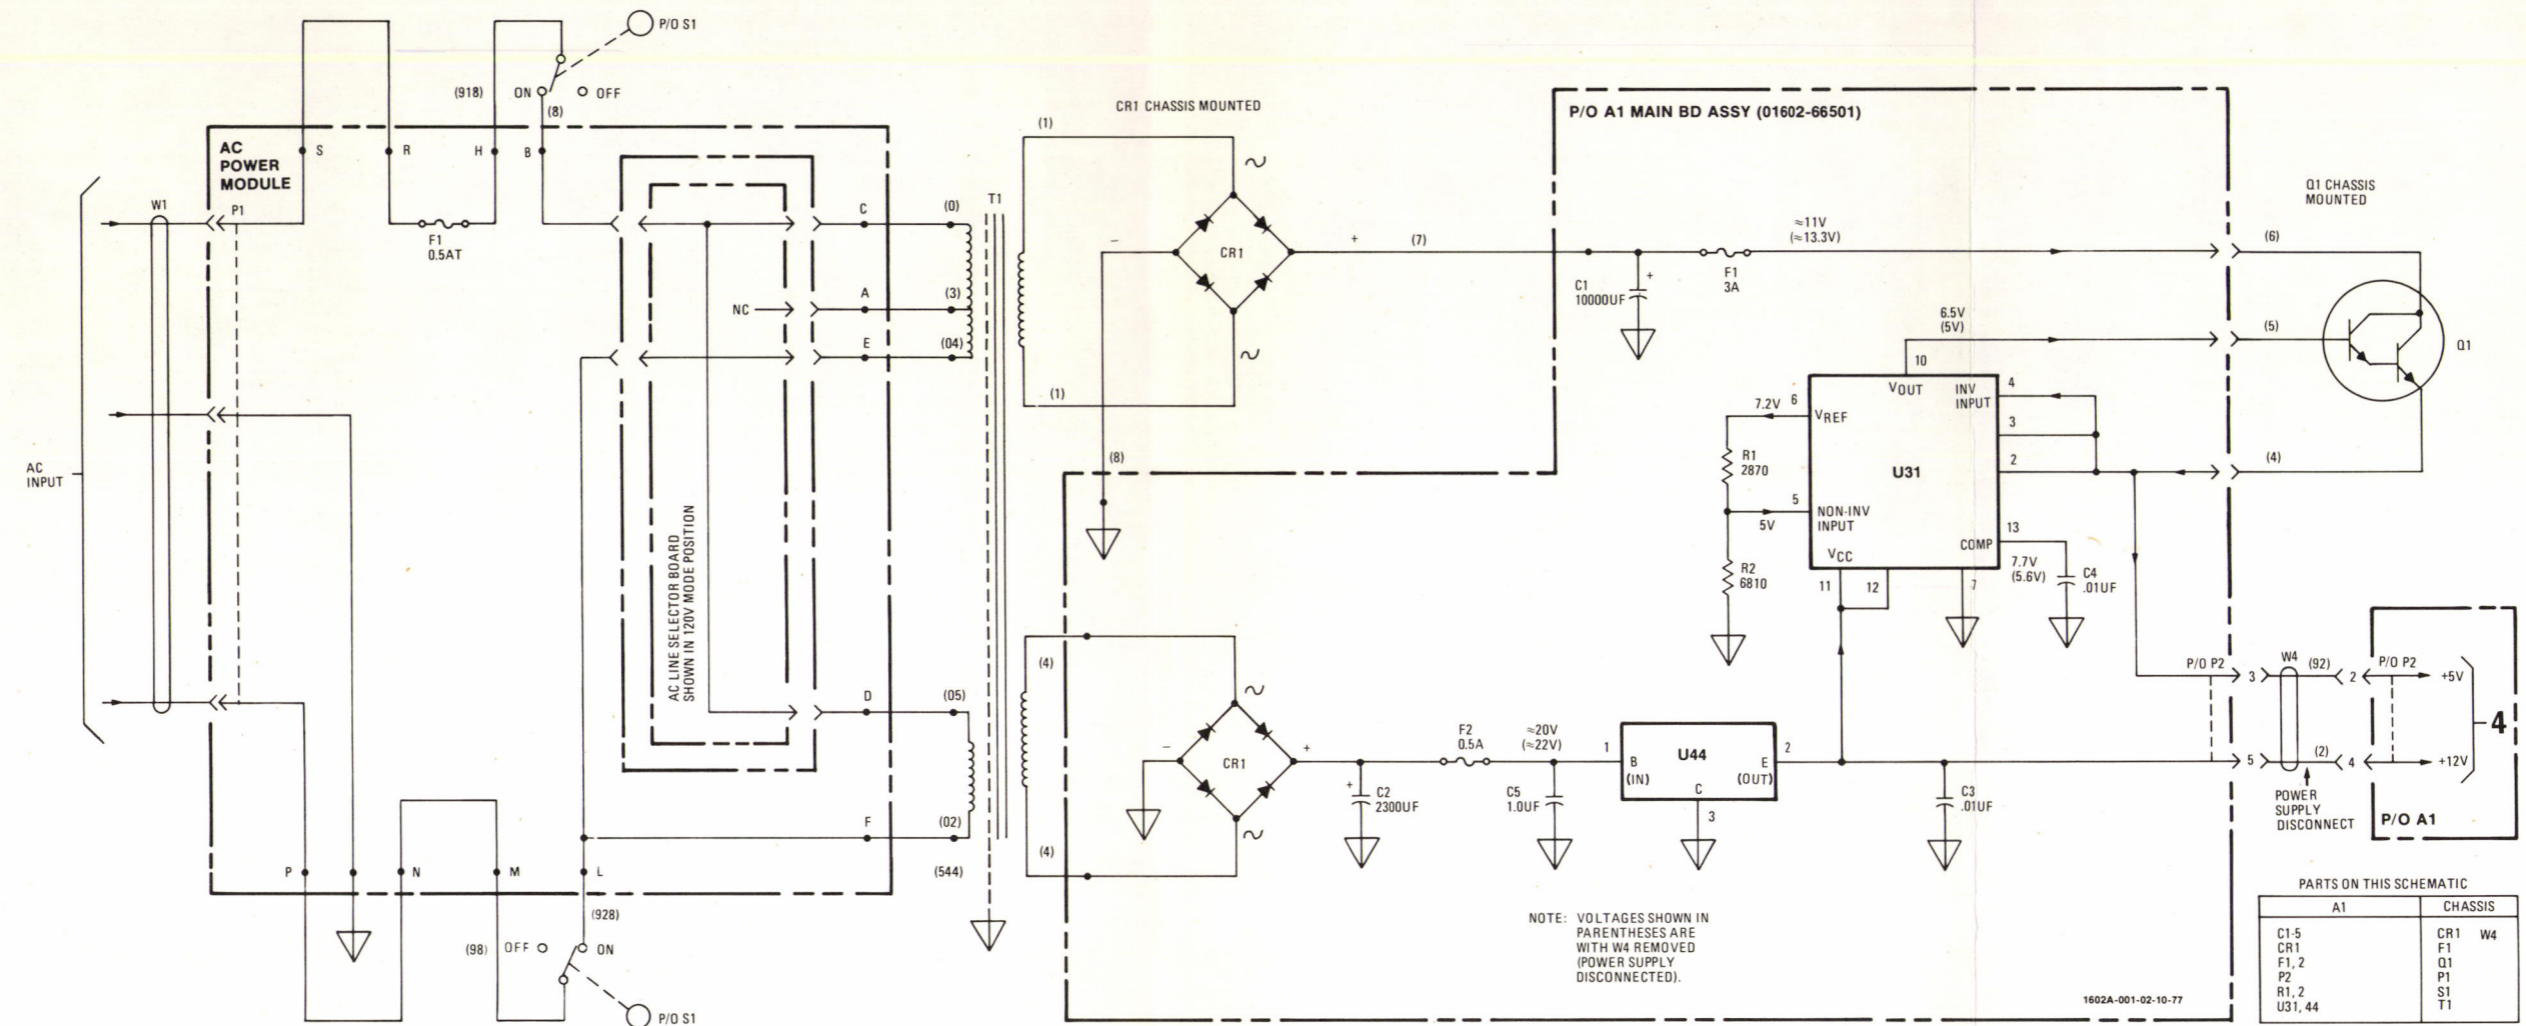 P/O S1
(918)
ON
OFF
(8)
AC
POWER
MODULE
S
R
H
B
W1
P1
F1
0.5AT
AC
INPUT
NC
C
(0)
A
(3)
E
(04)
D
(05)
F
(02)
(544)
T1
AC LINE SELECTOR BOARD
SHOWN IN 120V MODE POSITION
P
N
M
L
(928)
(98)
OFF
ON
P/O S1
CR1 CHASSIS MOUNTED
(1)
CR1
(1)
−
+
(7)
(8)
P/O A1 MAIN BD ASSY (01602-66501)
C1
10000UF
+
≈11V
(≈13.3V)
F1
3A
Q1 CHASSIS
MOUNTED
(6)
(5)
(4)
Q1
6.5V
(5V)
10
VOUT
INV
INPUT
4
3
2
7.2V
6
VREF
R1
2870
5
5V
NON-INV
INPUT
U31
R2
6810
VCC
11
12
7
COMP
13
7.7V
(5.6V)
C4
.01UF
(4)
CR1
(4)
−
+
+
C2
2300UF
F2
0.5A
≈20V
(≈22V)
C5
1.0UF
1
B
(IN)
U44
E
(OUT)
C
2
3
C3
.01UF
P/O P2
3
W4
(92)
2
P/O P2
+5V
5
(2)
4
+12V
4
POWER
SUPPLY
DISCONNECT
P/O A1
NOTE: VOLTAGES SHOWN IN
PARENTHESES ARE
WITH W4 REMOVED
(POWER SUPPLY
DISCONNECTED).
1602A-001-02-10-77
PARTS ON THIS SCHEMATIC
A1 CHASSIS
C1-5 CR1 W4
CR1 F1
F1, 2 Q1
P2 P1
R1, 2 S1
U31, 44 T1